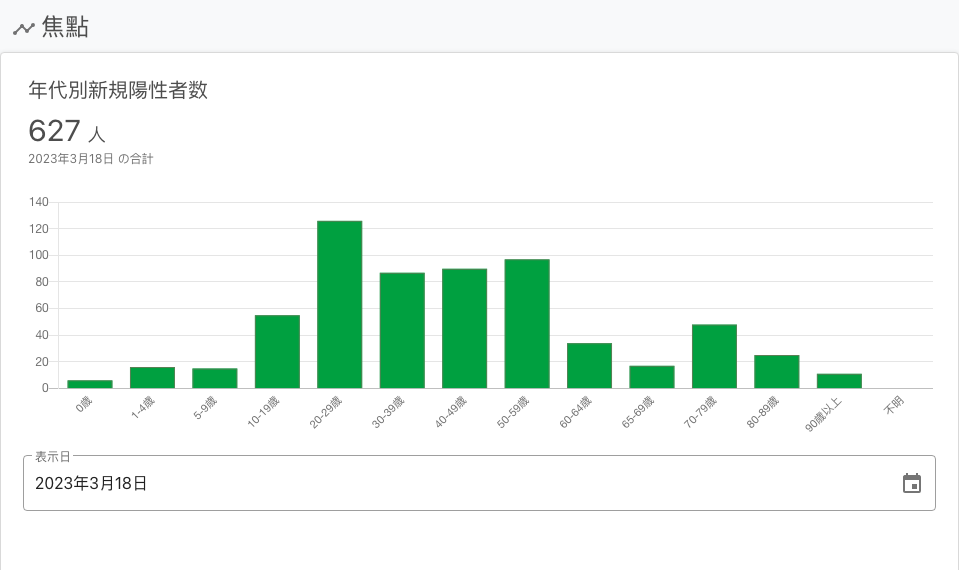 焦點
年代別新規陽性者数
627 人
2023年3月18日 の合計
140
120
100
80
60
40
20
0
0歳
1-4歳
5-9歳
10-19歳
20-29歳
30-39歳
40-49歳
50-59歳
60-64歳
65-69歳
70-79歳
80-89歳
90歳以上
不明
表示日
2023年3月18日